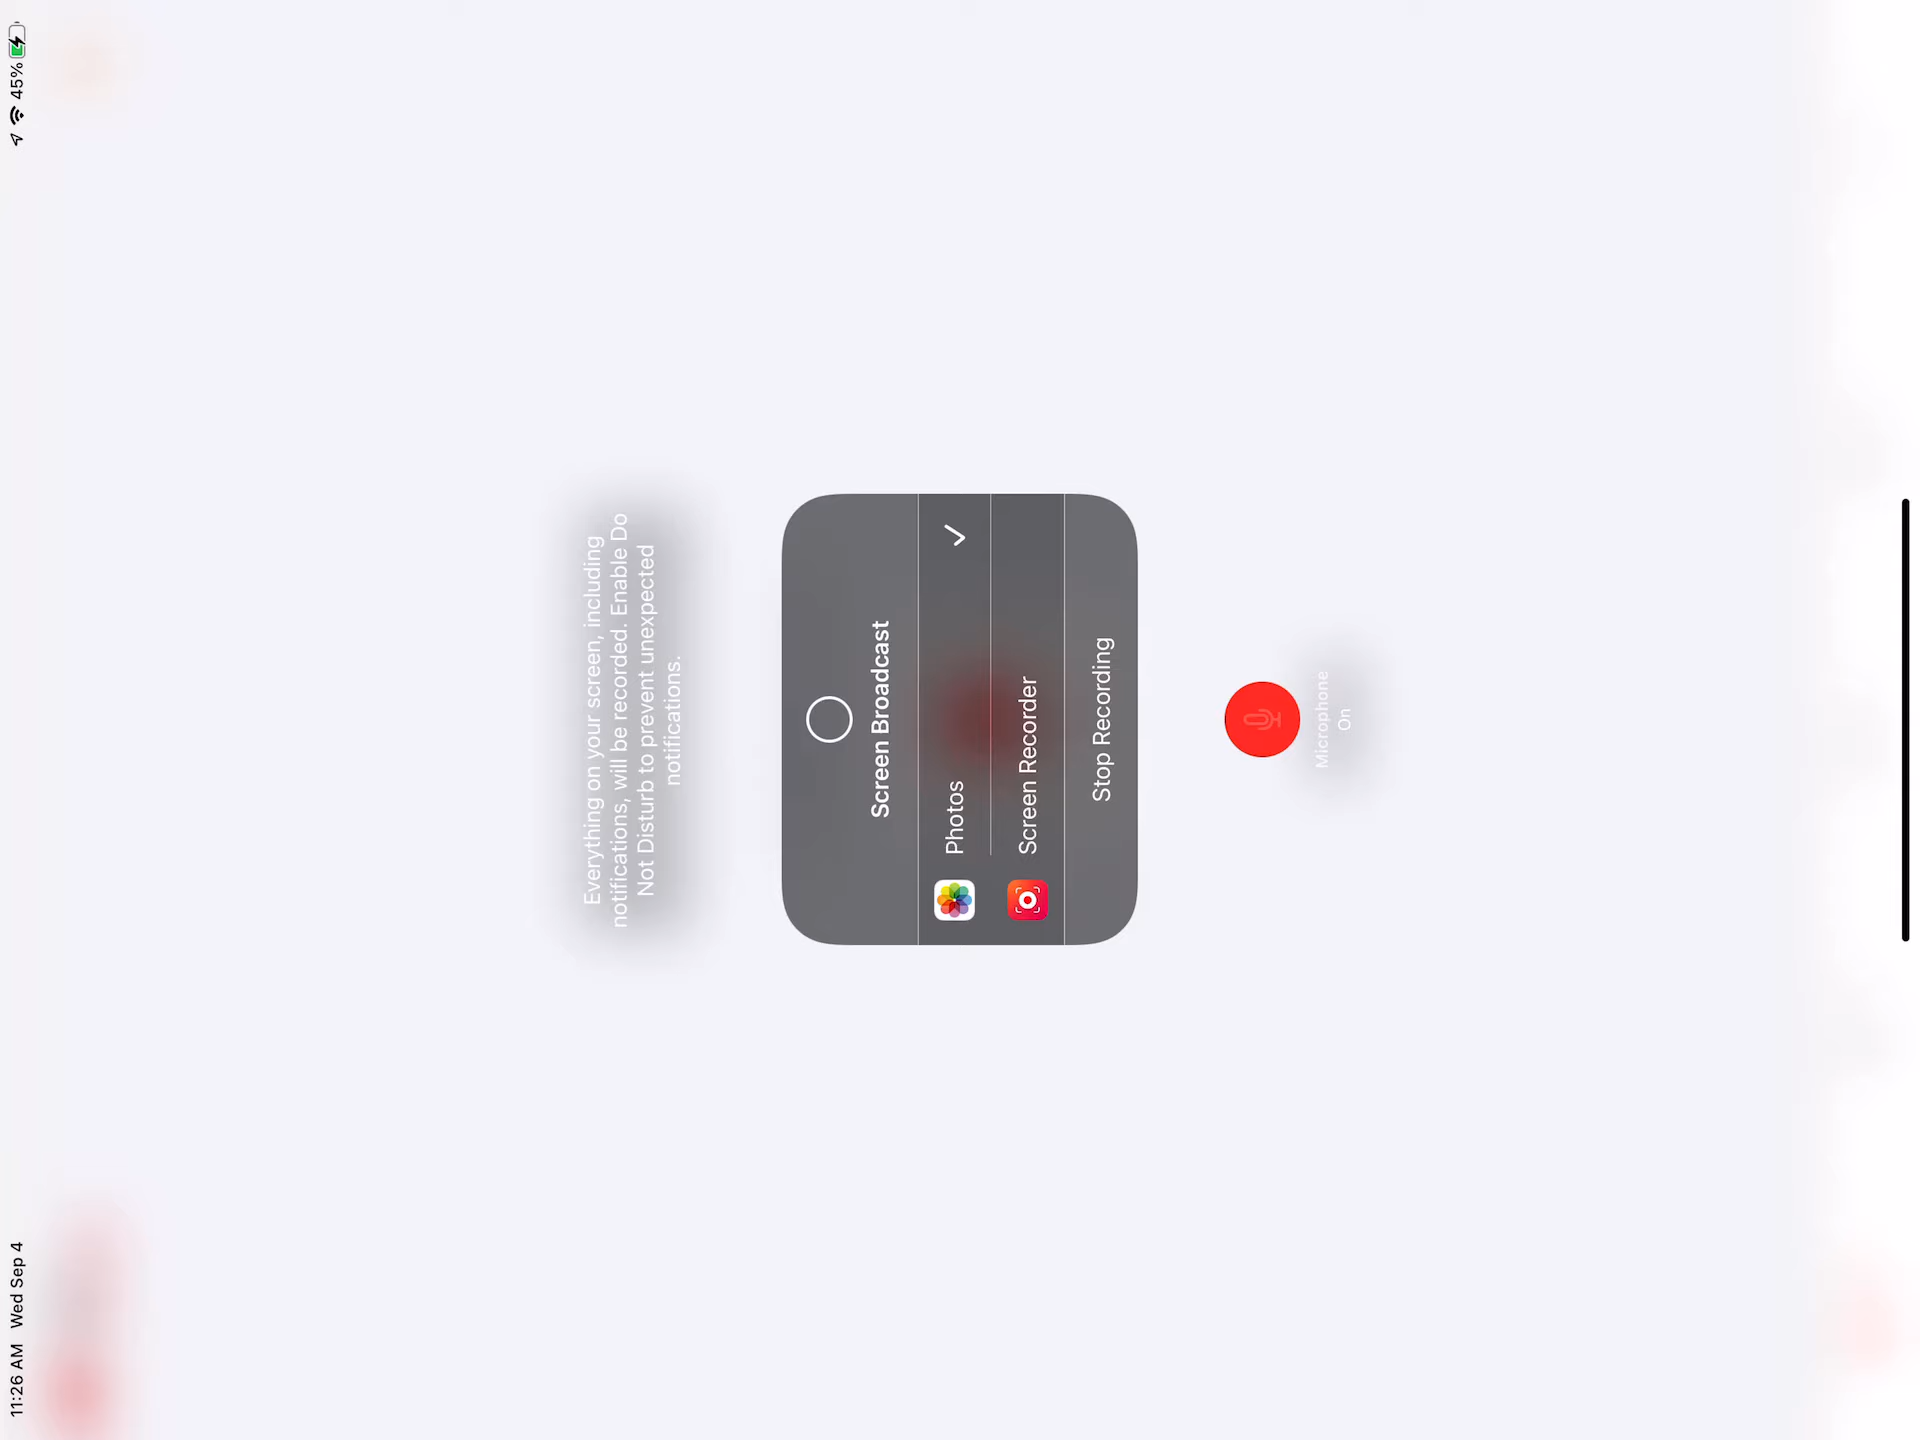 11:26 AM Wed Sep 4
45%
Everything on your screen, including
notifications, will be recorded. Enable Do
Not Disturb to prevent unexpected
notifications.
Screen Broadcast
Photos
Screen Recorder
Stop Recording
Microphone
On